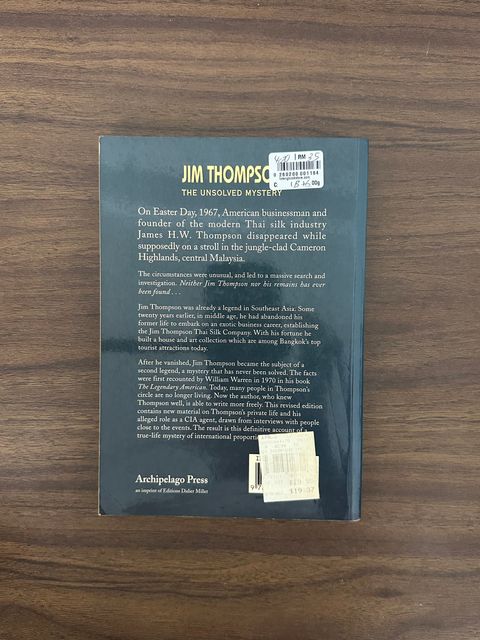 JIM THOMPSO
THE UNSOLVED MYSTERY
RM 35
9 269200 001164
C:
00g
On Easter Day, 1967, American businessman and
founder of the modern Thai silk industry
James H.W. Thompson disappeared while
supposedly on a stroll in the jungle-clad Cameron
Highlands, central Malaysia.
The circumstances were unusual, and led to a massive search and
investigation. Neither Jim Thompson nor his remains has ever
been found . . .
Jim Thompson was already a legend in Southeast Asia. Some
twenty years earlier, in middle age, he had abandoned his
former life to embark on an exotic business career, establishing
the Jim Thompson Thai Silk Company. With his fortune he
built a house and art collection which are among Bangkok's top
tourist attractions today.
After he vanished, Jim Thompson became the subject of a
second legend, a mystery that has never been solved. The facts
were first recounted by William Warren in 1970 in his book
The Legendary American. Today, many people in Thompson's
circle are no longer living. Now the author, who knew
Thompson well, is able to write more freely. This revised edition
contains new material on Thompson's private life and his
alleged role as a CIA agent, drawn from interviews with people
close to the events. The result is this definitive account of a
true-life mystery of international proporti
Archipelago Press
an imprint of Editions Didier Millet